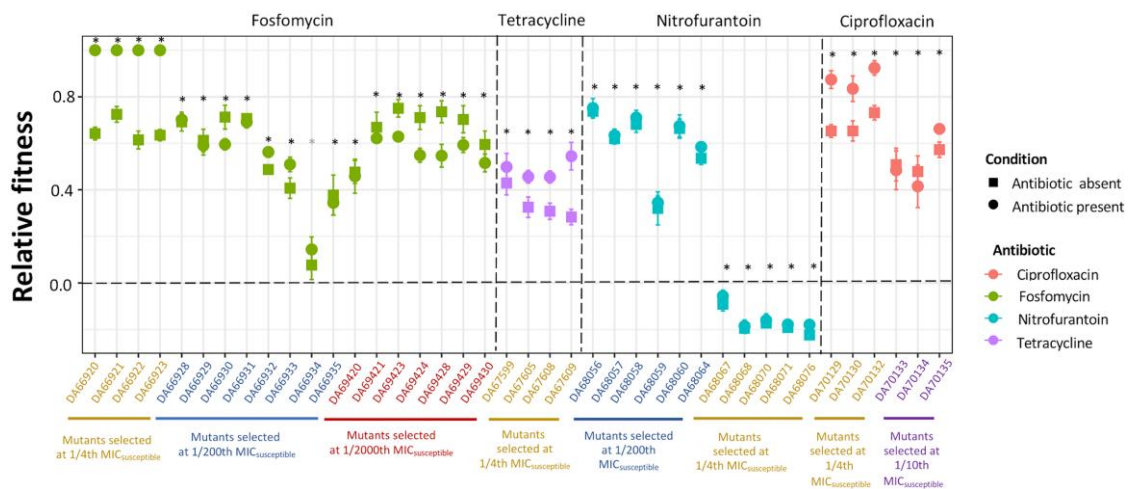 Fosfomycin
Tetracycline
Nitrofurantoin
Ciprofloxacin
* * * * * * * * * * * * * * * * * * * * * * * * * * * * * * * * * * * * * * * *
Relative fitness
0.8
0.4
0.0
Condition
Antibiotic absent
Antibiotic present
Antibiotic
Ciprofloxacin
Fosfomycin
Nitrofurantoin
Tetracycline
DA66920
DA66921
DA66922
DA66923
DA66928
DA66929
DA66930
DA66931
DA66932
DA66933
DA66934
DA66935
DA69420
DA69421
DA69423
DA69424
DA69428
DA69429
DA69430
DA67599
DA67605
DA67608
DA67609
DA68056
DA68057
DA68058
DA68059
DA68060
DA68064
DA68067
DA68068
DA68070
DA68071
DA68076
DA70129
DA70130
DA70132
DA70133
DA70134
DA70135
Mutants selected
at 1/4th MICsusceptible
Mutants selected
at 1/200th MICsusceptible
Mutants selected
at 1/2000th MICsusceptible
Mutants
selected at
1/4th MICsusceptible
Mutants
selected at
1/200th
MICsusceptible
Mutants
selected at
1/4th MICsusceptible
Mutants
selected at
1/4th
MICsusceptible
Mutants
selected at
1/10th
MICsusceptible